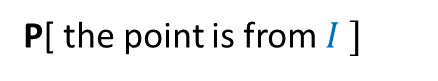 P[ the point is from I ]